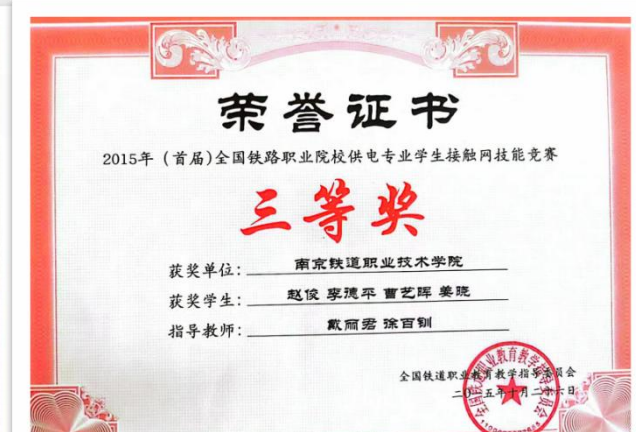 荣誉证书
2015年（首届)全国铁路职业院校供电专业学生接触网技能竞赛
三等奖
获奖单位：南京铁道职业技术学院
获奖学生：赵俊 李德平 曹艺晖 姜晓
指导教师：戴丽君 徐百钏
全国铁道职业教育教学指导委员会
二〇一五年十月二十六日